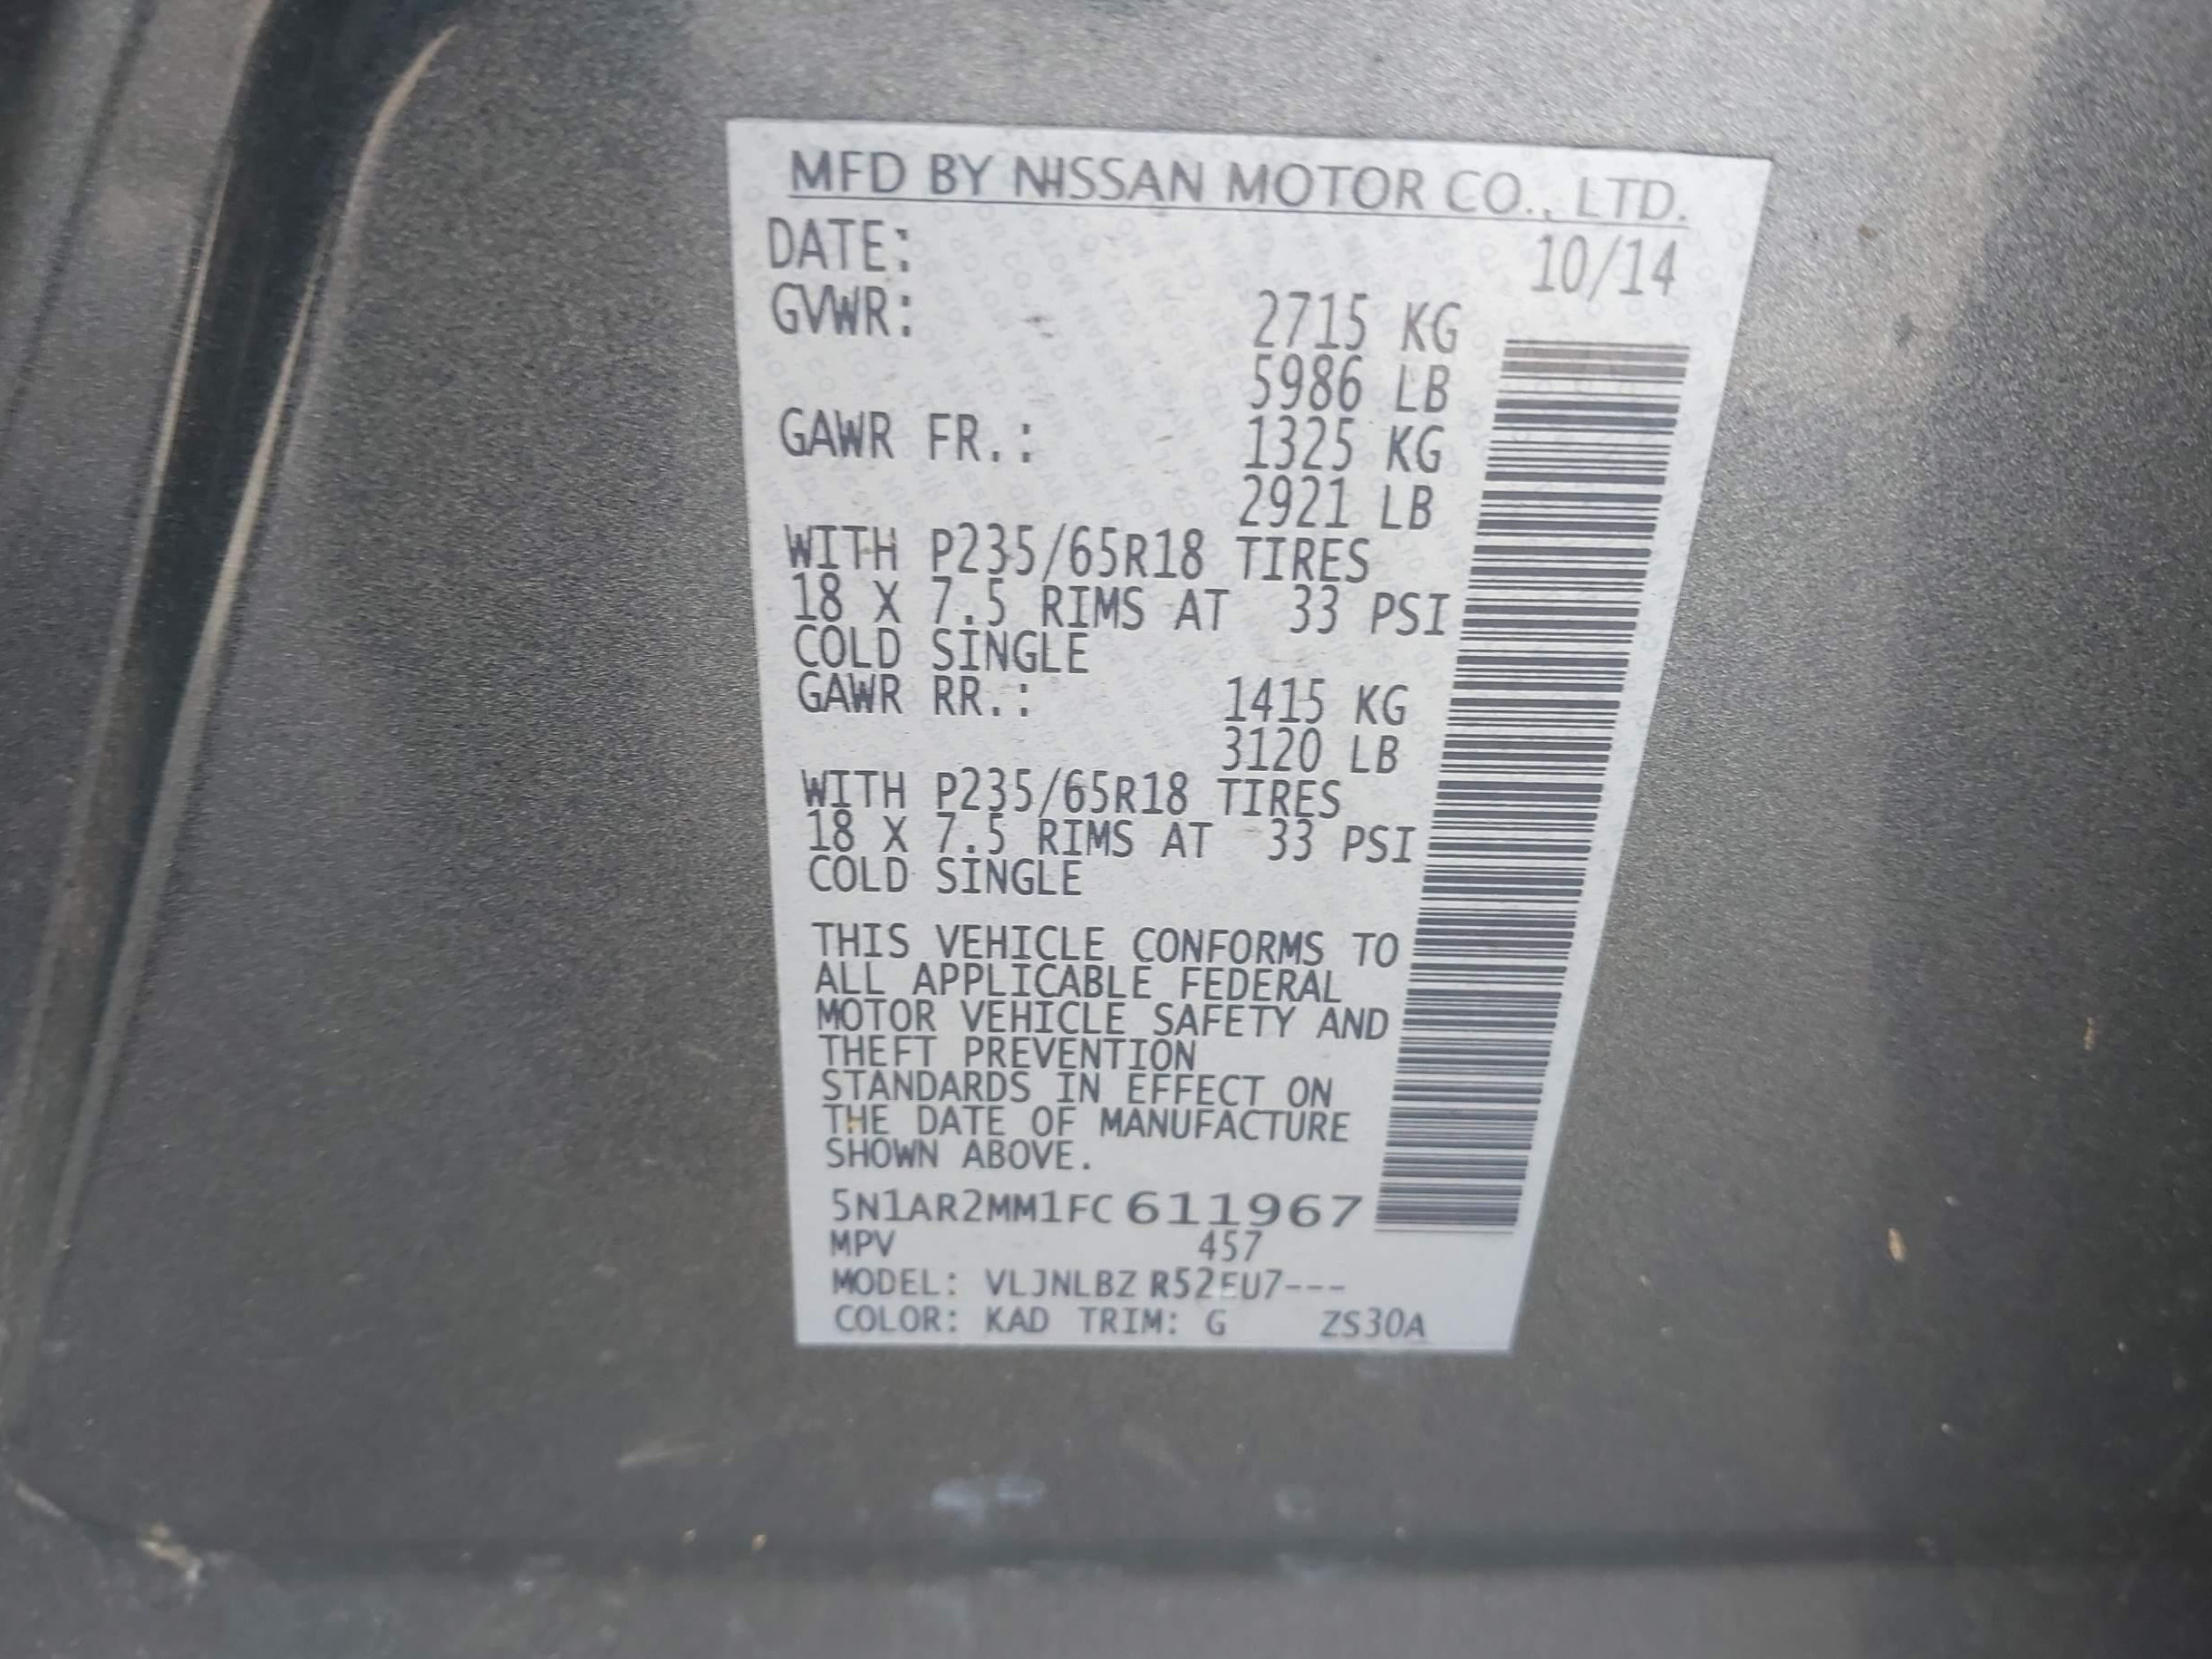 MFD BY NISSAN MOTOR CO., LTD.
DATE: 10/14
GVWR: 2715 KG
5986 LB
GAWR FR.: 1325 KG
2921 LB
WITH P235/65R18 TIRES
18 X 7.5 RIMS AT 33 PSI
COLD SINGLE
GAWR RR.: 1415 KG
3120 LB
WITH P235/65R18 TIRES
18 X 7.5 RIMS AT 33 PSI
COLD SINGLE
THIS VEHICLE CONFORMS TO
ALL APPLICABLE FEDERAL
MOTOR VEHICLE SAFETY AND
THEFT PREVENTION
STANDARDS IN EFFECT ON
THE DATE OF MANUFACTURE
SHOWN ABOVE.
5N1AR2MM1FC611967
MPV 457
MODEL: VLJNLBZ R52EU7---
COLOR: KAD TRIM: G ZS30A